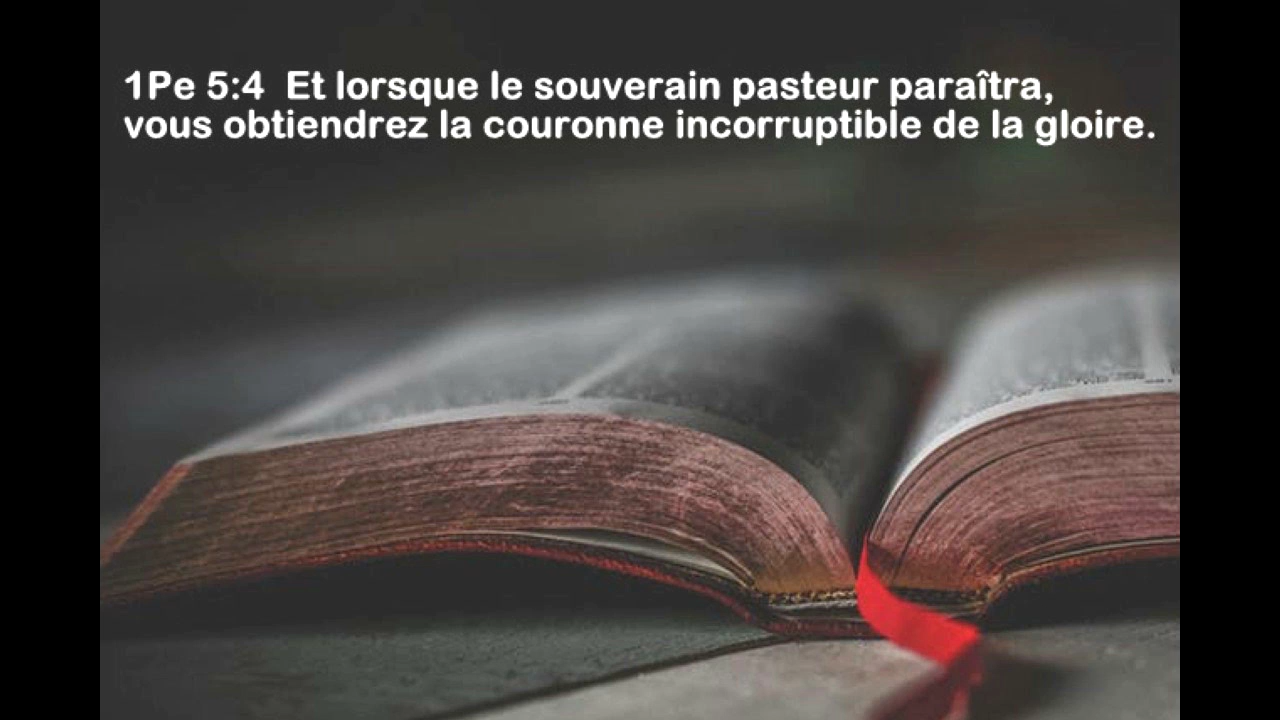 1Pe 5:4  Et lorsque le souverain pasteur paraîtra,
vous obtiendrez la couronne incorruptible de la gloire.